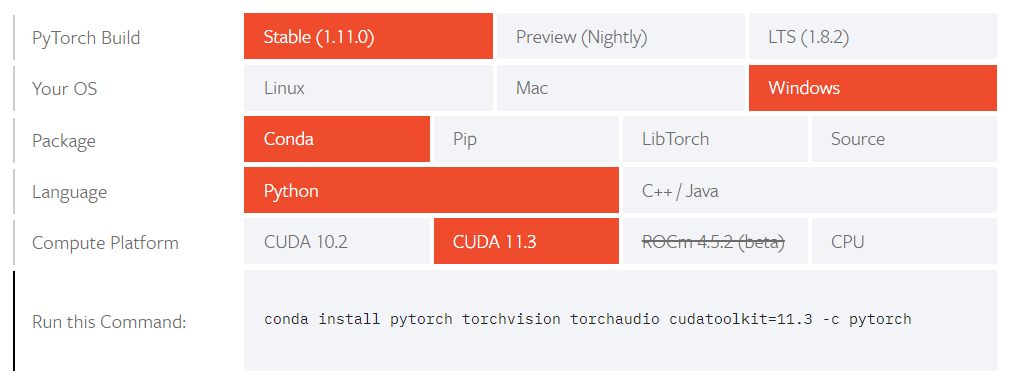 PyTorch Build Stable (1.11.0) Preview (Nightly) LTS (1.8.2)
Your OS Linux Mac Windows
Package Conda Pip LibTorch Source
Language Python C++ / Java
Compute Platform CUDA 10.2 CUDA 11.3 ROCm 4.5.2 (beta) CPU
Run this Command: conda install pytorch torchvision torchaudio cudatoolkit=11.3 -c pytorch